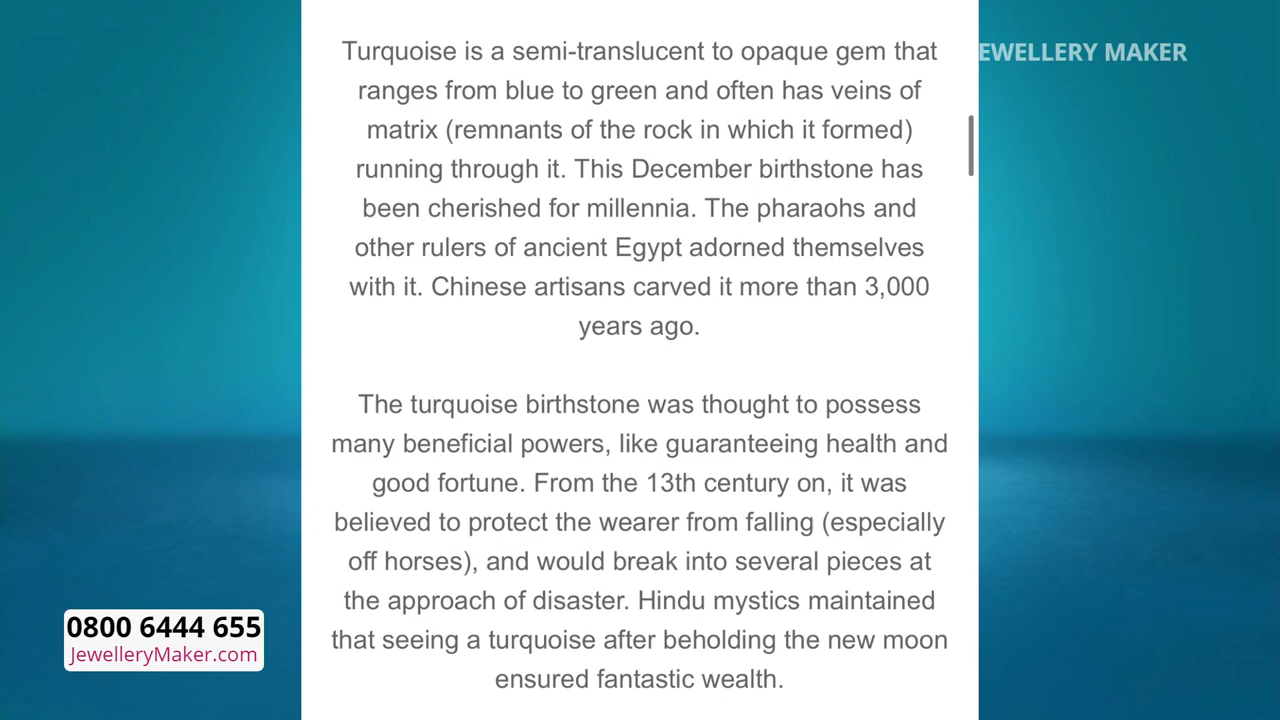 Turquoise is a semi-translucent to opaque gem that
ranges from blue to green and often has veins of
matrix (remnants of the rock in which it formed)
running through it. This December birthstone has
been cherished for millennia. The pharaohs and
other rulers of ancient Egypt adorned themselves
with it. Chinese artisans carved it more than 3,000
years ago.
The turquoise birthstone was thought to possess
many beneficial powers, like guaranteeing health and
good fortune. From the 13th century on, it was
believed to protect the wearer from falling (especially
off horses), and would break into several pieces at
the approach of disaster. Hindu mystics maintained
that seeing a turquoise after beholding the new moon
ensured fantastic wealth.
EWELLERY MAKER
0800 6444 655
JewelleryMaker.com